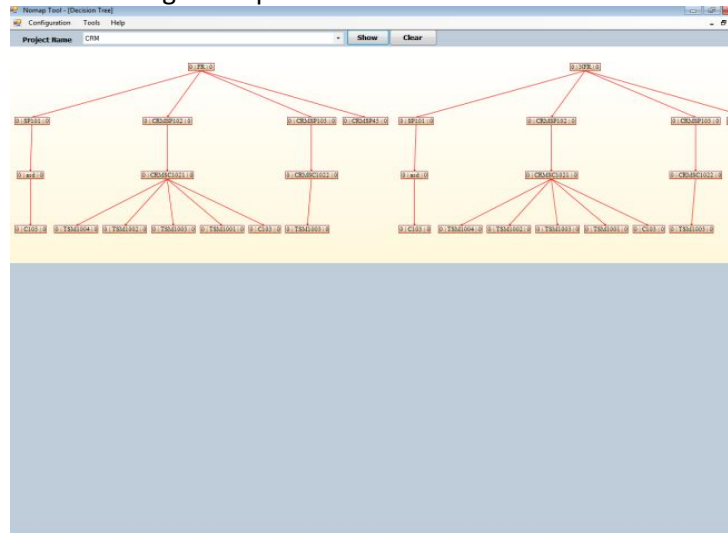 Nomap Tool - [Decision Tree]
Configuration Tools Help
Project Name CRM Show Clear
0 | FR | 0 0 | NFR | 0
0 | SP101 | 0 0 | CRMSP102 | 0 0 | CRMSP103 | 0 0 | CRMSP45 | 0 0 | SP101 | 0 0 | CRMSP102 | 0 0 | CRMSP103 | 0
0 | asd | 0 0 | CRMSC1021 | 0 0 | CRMSC1022 | 0 0 | asd | 0 0 | CRMSC1021 | 0 0 | CRMSC1022 | 0
0 | C103 | 0 0 | TSM1004 | 0 0 | TSM1002 | 0 0 | TSM1003 | 0 0 | TSM1001 | 0 0 | C103 | 0 0 | TSM1003 | 0 0 | C103 | 0 0 | TSM1004 | 0 0 | TSM1002 | 0 0 | TSM1003 | 0 0 | TSM1001 | 0 0 | C103 | 0 0 | TSM1003 | 0